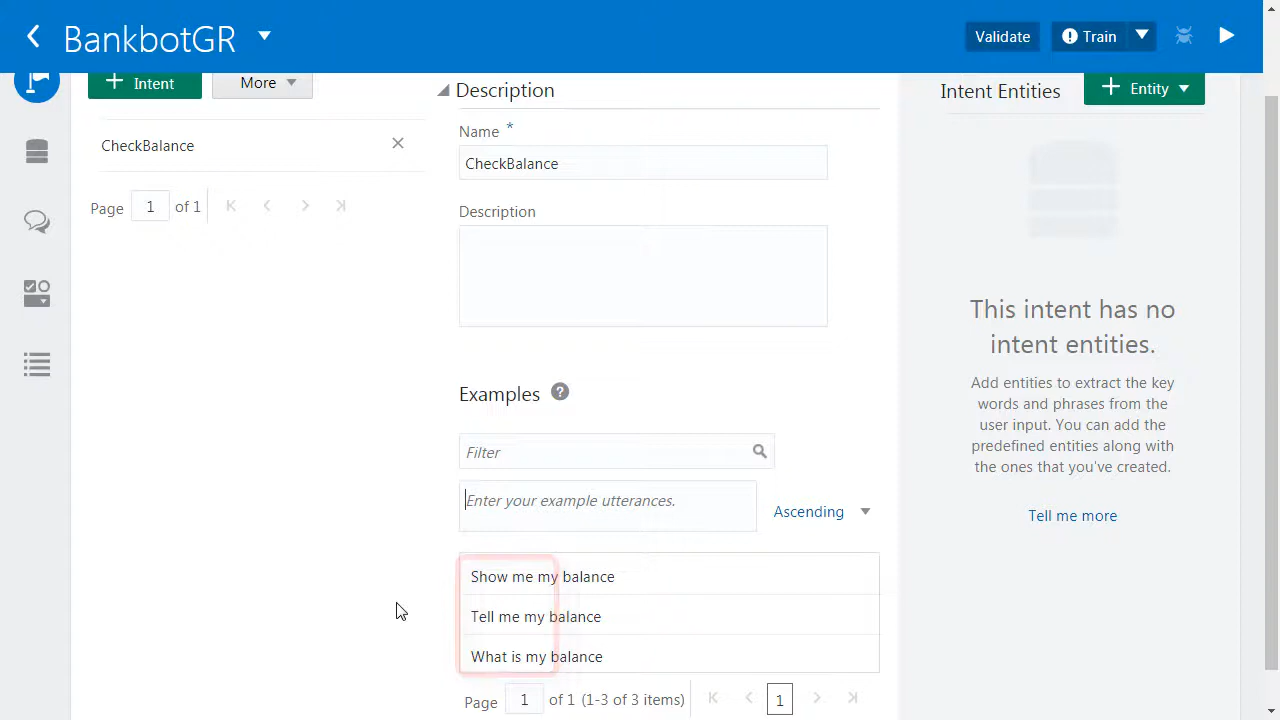 BankbotGR
Validate
Train
Intent
More
CheckBalance
Page 1 of 1
Description
Name *
CheckBalance
Description
Examples
Filter
Enter your example utterances.
Ascending
Show me my balance
Tell me my balance
What is my balance
Page 1 of 1 (1-3 of 3 items) 1
Intent Entities
Entity
This intent has no
intent entities.
Add entities to extract the key
words and phrases from the
user input. You can add the
predefined entities along with
the ones that you've created.
Tell me more